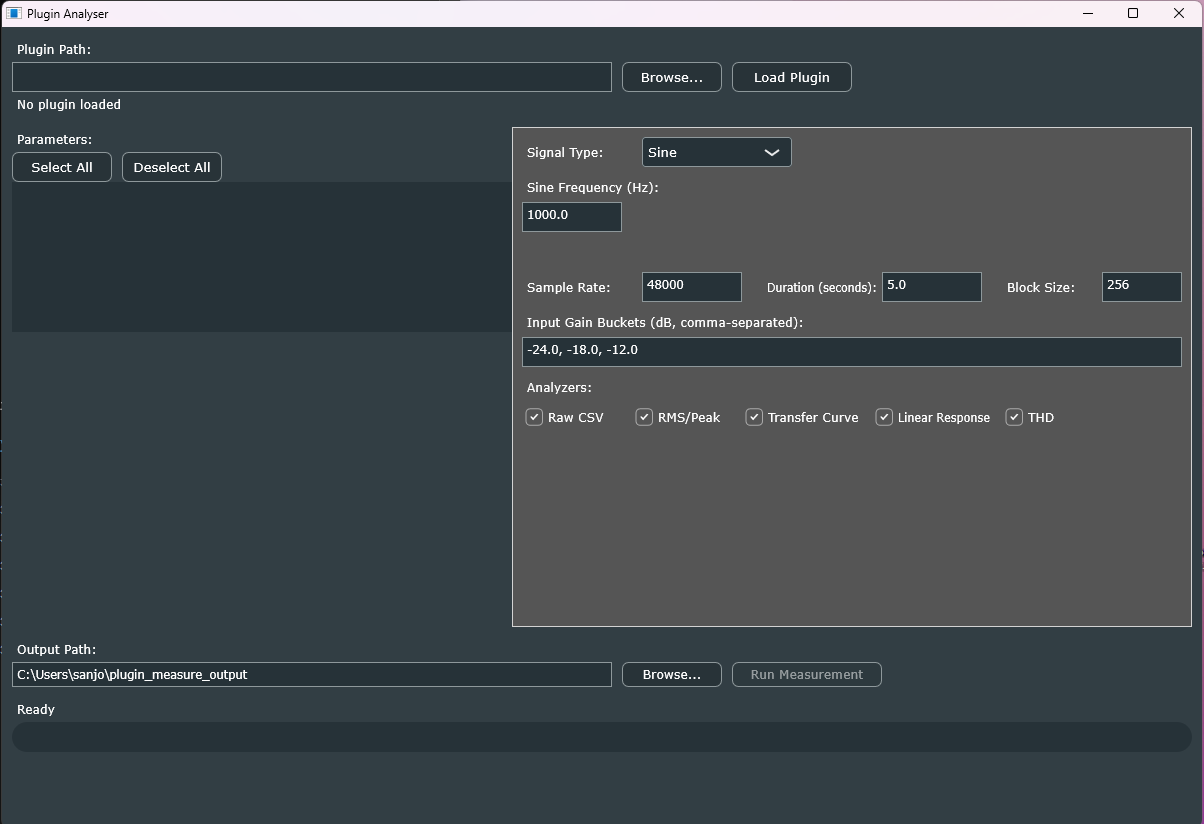 Plugin Analyser
Plugin Path:
Browse...
Load Plugin
No plugin loaded
Parameters:
Select All
Deselect All
Signal Type:
Sine
Sine Frequency (Hz):
1000.0
Sample Rate:
48000
Duration (seconds):
5.0
Block Size:
256
Input Gain Buckets (dB, comma-separated):
-24.0, -18.0, -12.0
Analyzers:
Raw CSV
RMS/Peak
Transfer Curve
Linear Response
THD
Output Path:
C:\Users\sanjo\plugin_measure_output
Browse...
Run Measurement
Ready